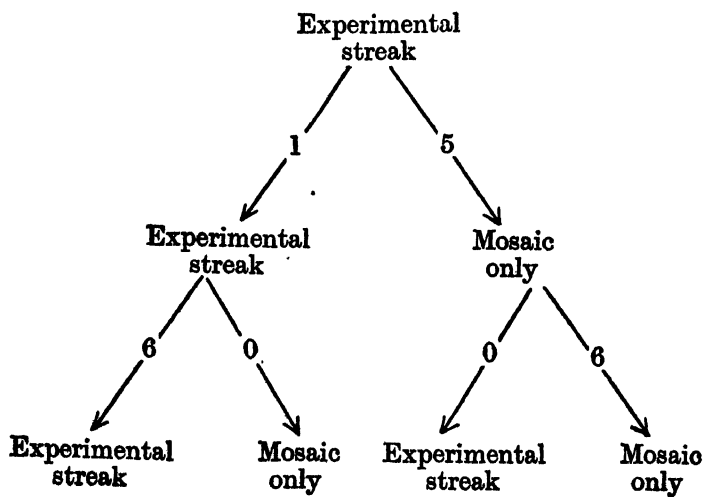 Experimental
streak
1 5
Experimental
streak
Mosaic
only
6 0 0 6
Experimental
streak
Mosaic
only
Experimental
streak
Mosaic
only